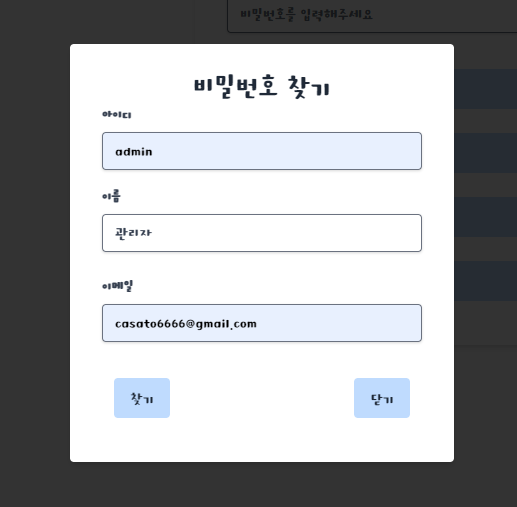 비밀번호를 입력해주세요
비밀번호 찾기
아이디
admin
이름
관리자
이메일
casato6666@gmail.com
찾기
닫기